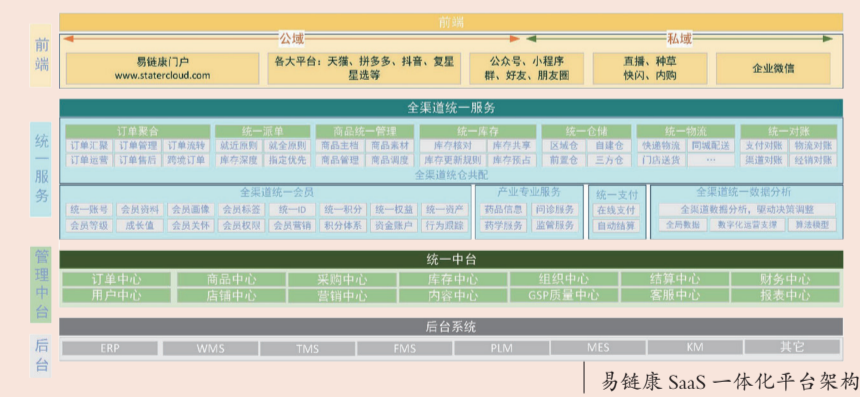 前端
前端
公域 私域
易链康门户
www.statercloud.com
各大平台：天猫、拼多多、抖音、复星
星选等
公众号、小程序
群、好友、朋友圈
直播、种草
快闪、内购
企业微信
统一服务
全渠道统一服务
订单聚合 统一派单 商品统一管理 统一库存 统一仓储 统一物流 统一对账
订单汇聚 订单管理 订单流转 就近原则 就全原则 商品主档 商品素材 库存核对 库存共享 区域仓 自建仓 快递物流 同城配送 支付对账 物流对账
订单运营 订单售后 跨境订单 库存深度 指定优先 商品管理 商品调度 库存更新规则 库存预占 前置仓 三方仓 门店送货 … 渠道对账 经销对账
全渠道统仓共配
全渠道统一会员 产业专业服务 统一支付 全渠道统一数据分析
统一账号 会员资料 会员画像 会员标签 统一ID 统一积分 统一权益 统一资产 药品信息 问诊服务 在线支付 全渠道数据分析，驱动决策调整
会员等级 成长值 会员关怀 会员权限 会员营销 积分体系 资金账户 行为跟踪 药学服务 监管服务 自动结算 全局数据 数字化运营支撑 算法模型
管理中台
统一中台
订单中心 商品中心 采购中心 库存中心 组织中心 结算中心 财务中心
用户中心 店铺中心 营销中心 内容中心 GSP质量中心 客服中心 报表中心
后台
后台系统
ERP WMS TMS FMS PLM MES KM 其它
易链康 SaaS 一体化平台架构